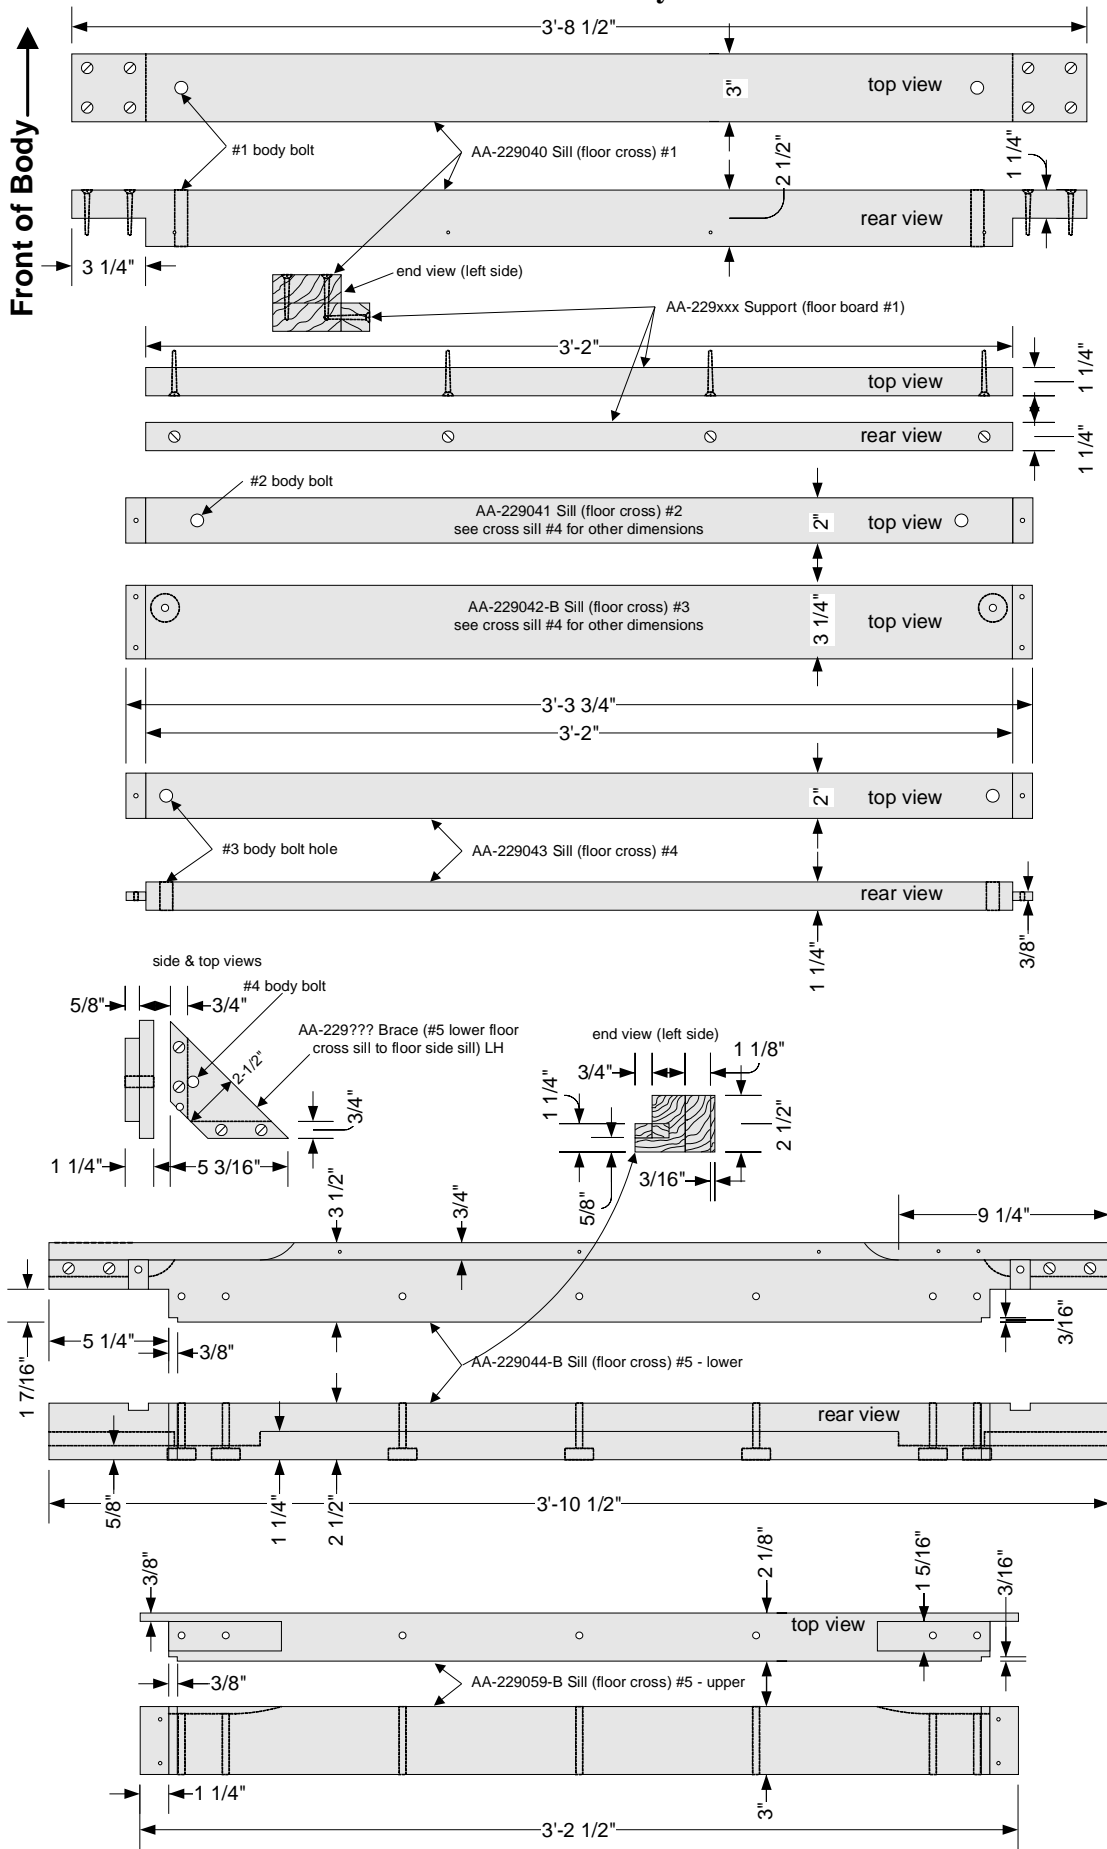 3'-8 1/2"
Front of Body
3"
top view
#1 body bolt
AA-229040 Sill (floor cross) #1
2 1/2"
1 1/4"
rear view
3 1/4"
end view (left side)
AA-229xxx Support (floor board #1)
3'-2"
top view
1 1/4"
rear view
1 1/4"
#2 body bolt
AA-229041 Sill (floor cross) #2
see cross sill #4 for other dimensions
2"
top view
AA-229042-B Sill (floor cross) #3
see cross sill #4 for other dimensions
3 1/4"
top view
3'-3 3/4"
3'-2"
2"
top view
#3 body bolt hole
AA-229043 Sill (floor cross) #4
rear view
1 1/4"
3/8"
side & top views
#4 body bolt
5/8"
3/4"
AA-229??? Brace (#5 lower floor
cross sill to floor side sill) LH
2-1/2"
3/4"
1 1/4"
5 3/16"
end view (left side)
3/4"
1 1/8"
1 1/4"
2 1/2"
3/16"
5/8"
3 1/2"
3/4"
9 1/4"
5 1/4"
3/8"
3/16"
1 7/16"
AA-229044-B Sill (floor cross) #5 - lower
rear view
5/8"
1 1/4"
2 1/2"
3'-10 1/2"
3/8"
2 1/8"
1 5/16"
3/16"
top view
3/8"
AA-229059-B Sill (floor cross) #5 - upper
1 1/4"
3"
3'-2 1/2"